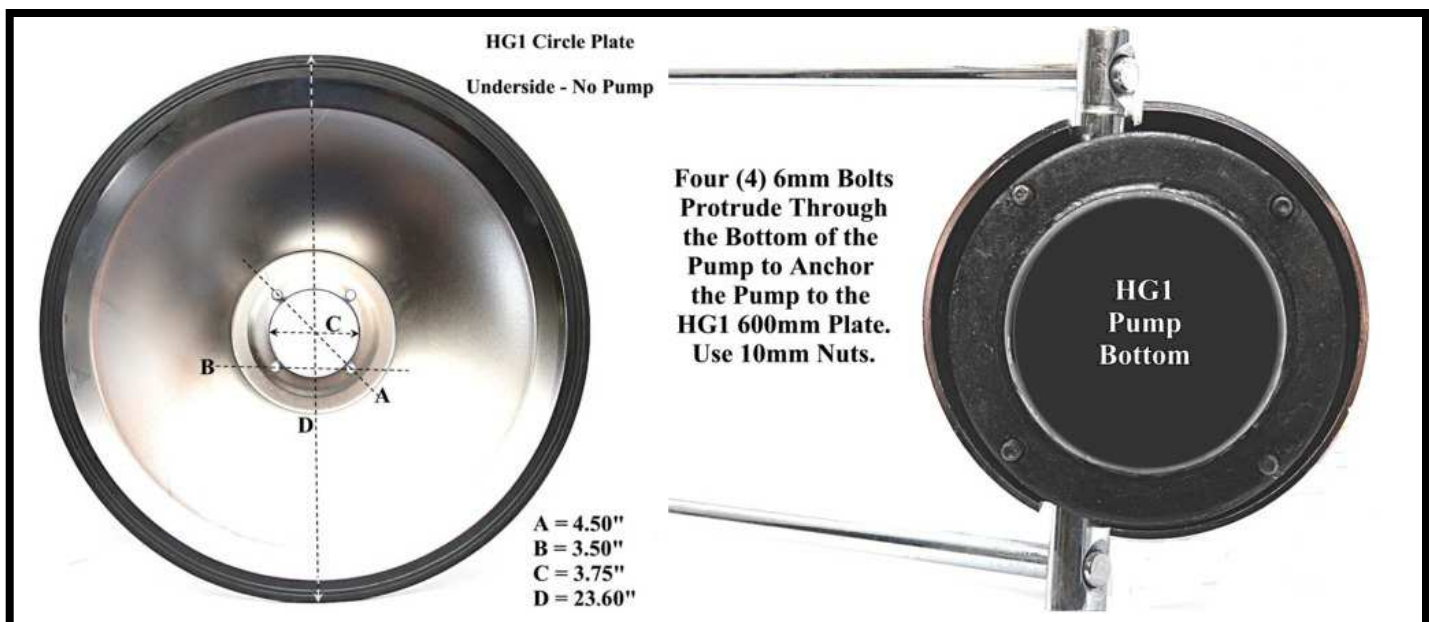 HG1 Circle Plate
Underside - No Pump
C
B
A
D
A = 4.50"
B = 3.50"
C = 3.75"
D = 23.60"
Four (4) 6mm Bolts
Protrude Through
the Bottom of the
Pump to Anchor
the Pump to the
HG1 600mm Plate.
Use 10mm Nuts.
HG1
Pump
Bottom